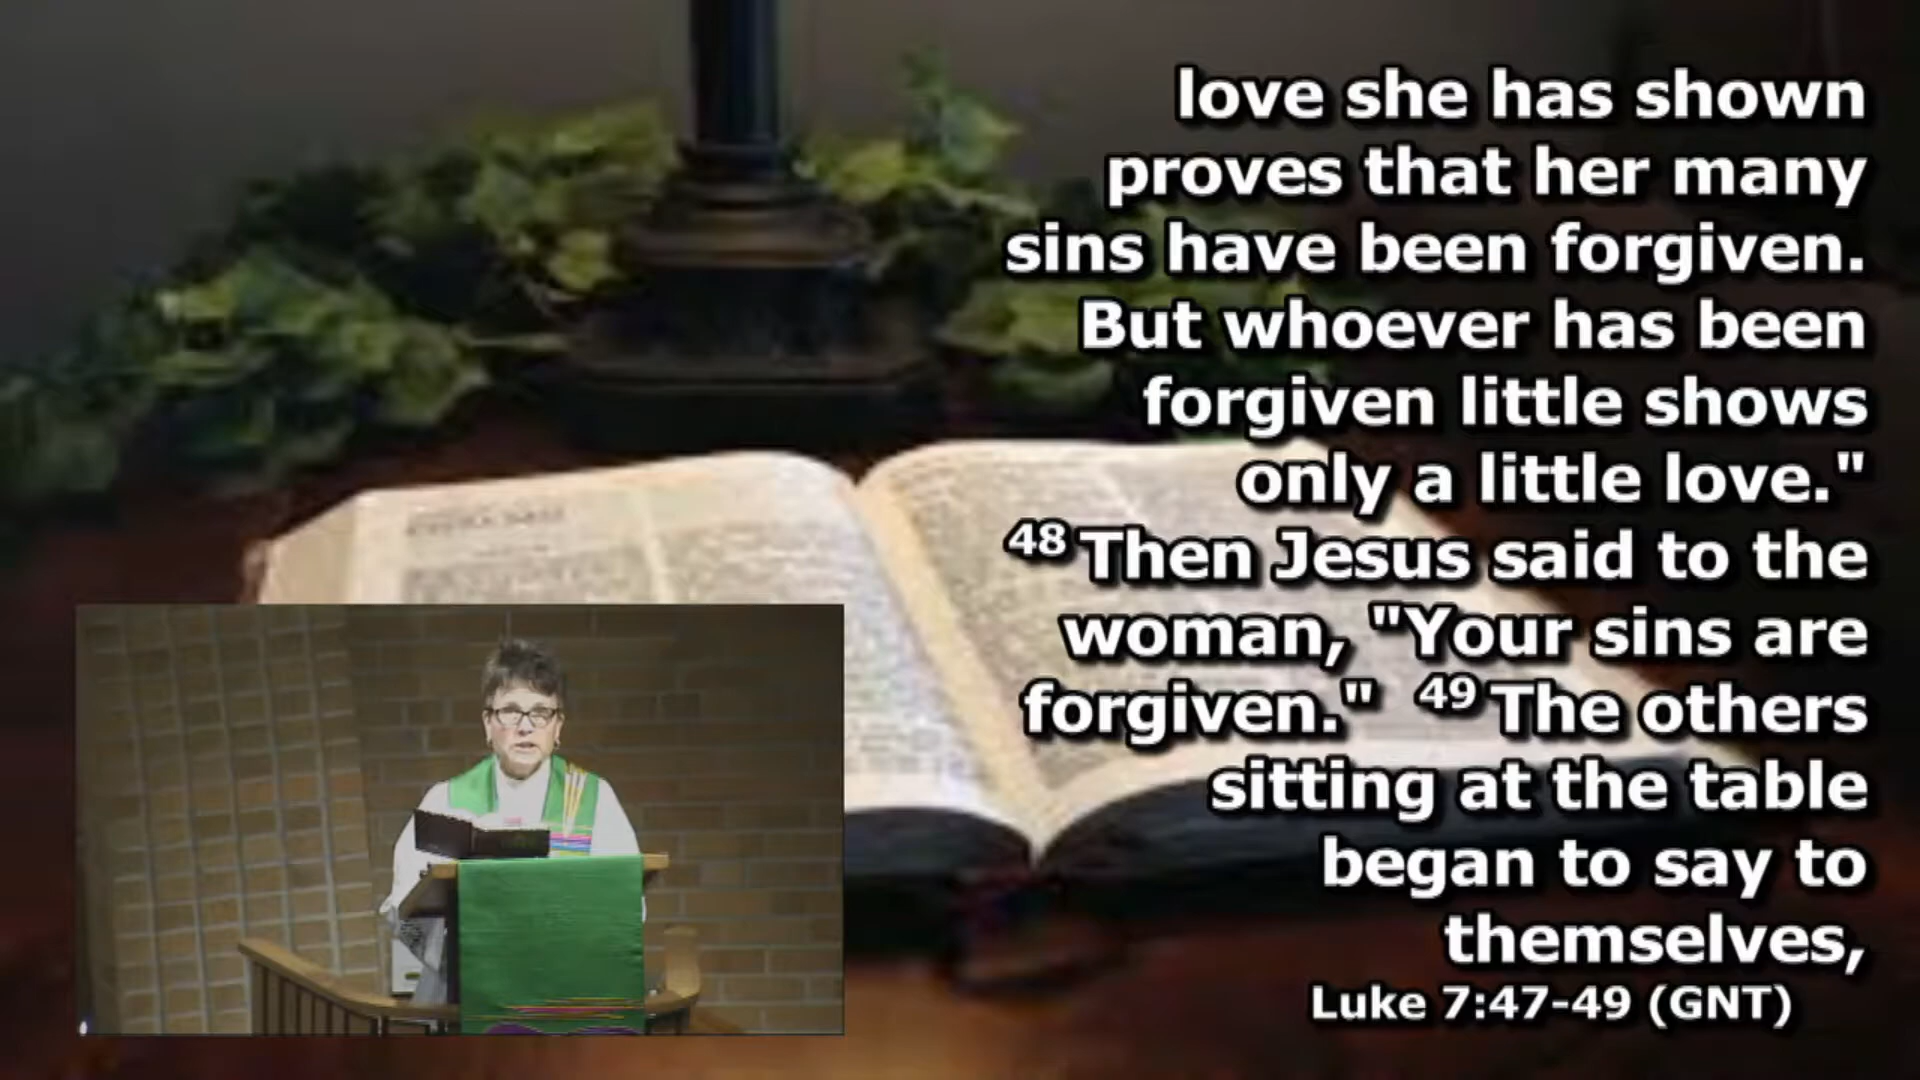 love she has shown
proves that her many
sins have been forgiven.
But whoever has been
forgiven little shows
only a little love."
48 Then Jesus said to the
woman, "Your sins are
forgiven." 49 The others
sitting at the table
began to say to
themselves,
Luke 7:47-49 (GNT)